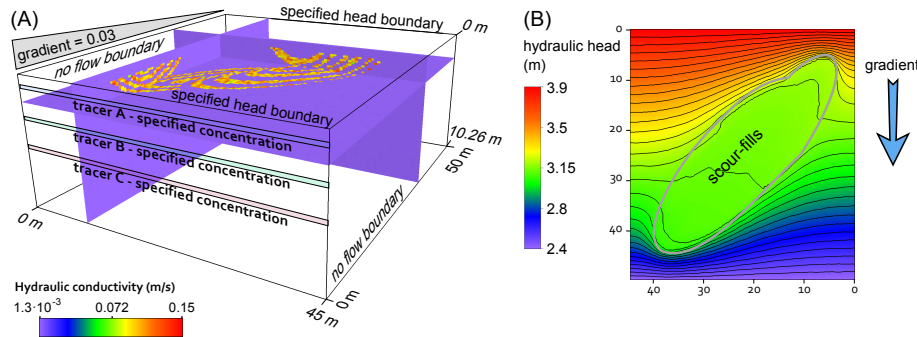 (A)
specified head boundary
0 m
gradient = 0.03
no flow boundary
specified head boundary
tracer A - specified concentration
tracer B - specified concentration
tracer C - specified concentration
10.26 m
50 m
no flow boundary
0 m
0 m
45 m
Hydraulic conductivity (m/s)
1.3·10⁻³
0.072
0.15
(B)
hydraulic head
(m)
3.9
3.5
3.15
2.8
2.4
0
10
20
30
40
40
30
20
10
0
scour-fills
gradient